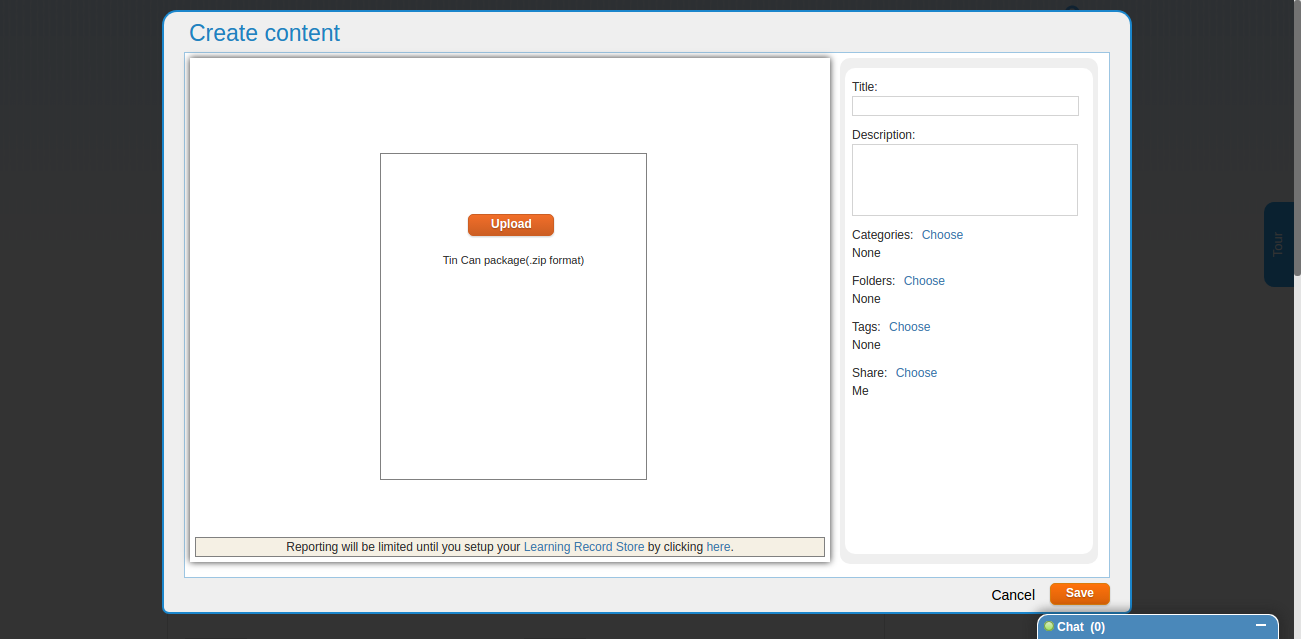 Create content
Upload
Tin Can package(.zip format)
Reporting will be limited until you setup your Learning Record Store by clicking here.
Title:
Description:
Categories: Choose
None
Folders: Choose
None
Tags: Choose
None
Share: Choose
Me
Tour
Cancel
Save
Chat (0)